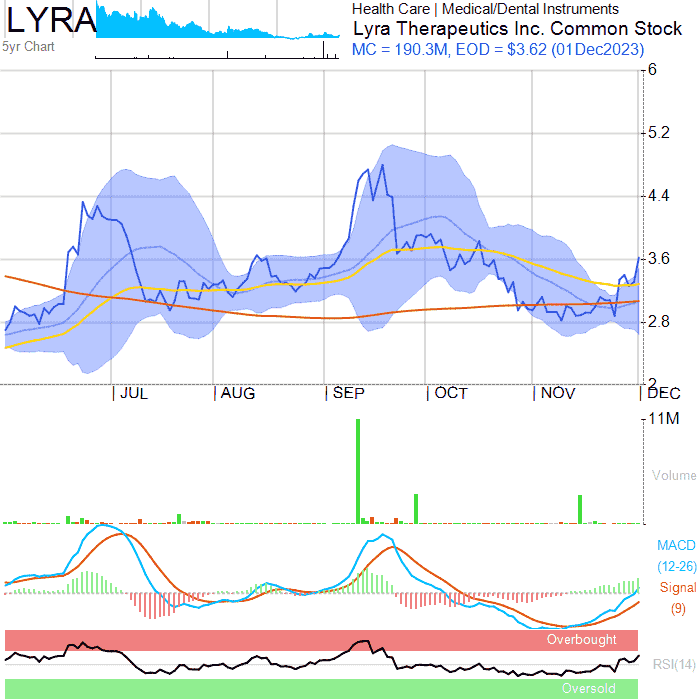 LYRA
5yr Chart
Health Care | Medical/Dental Instruments
Lyra Therapeutics Inc. Common Stock
MC = 190.3M, EOD = $3.62 (01Dec2023)
6
5.2
4.4
3.6
2.8
2
JUL AUG SEP OCT NOV DEC
11M
Volume
MACD
(12-26)
Signal
(9)
Overbought
RSI(14)
Oversold